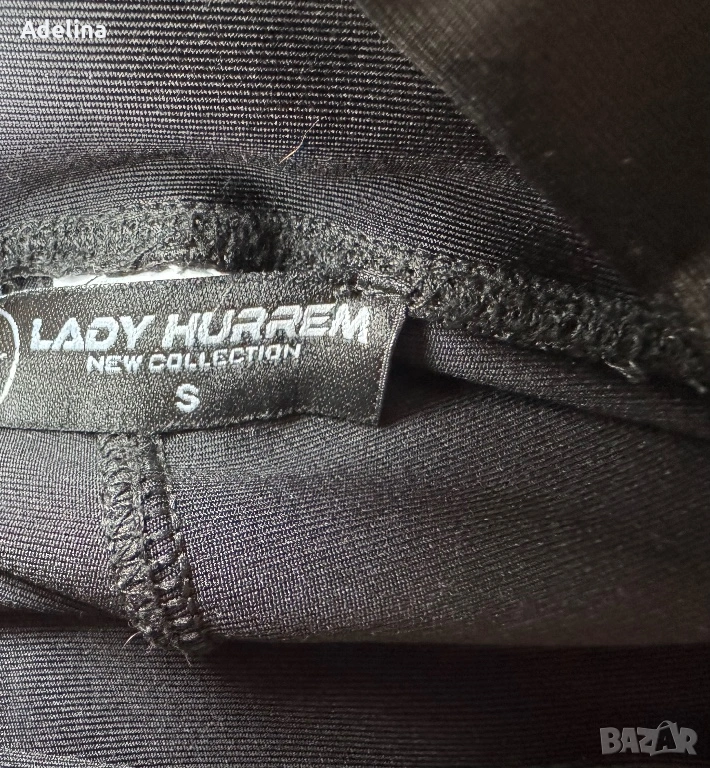 Adelina
LADY HURREM
NEW COLLECTION
S
BAZAR